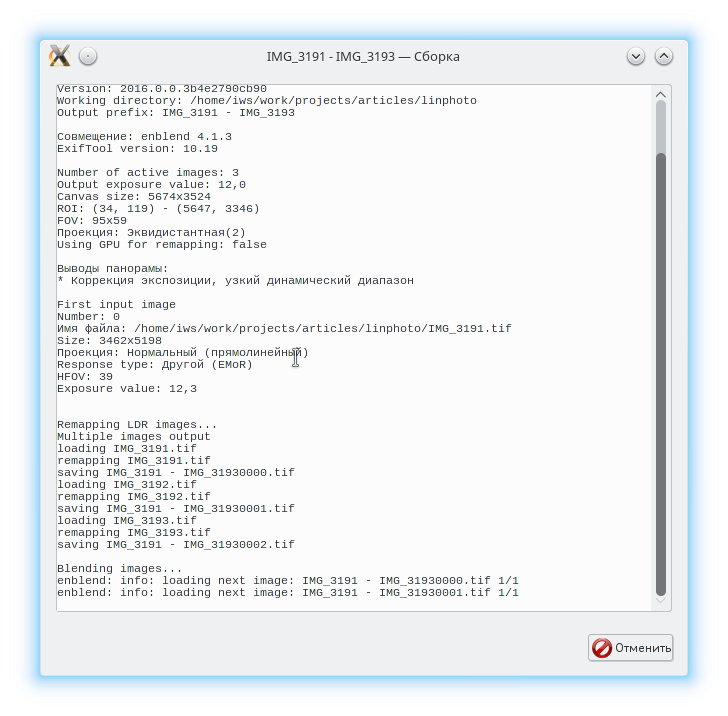 IMG_3191 - IMG_3193 — Сборка
Version: 2016.0.0.3b4e2790cb90
Working directory: /home/iws/work/projects/articles/linphoto
Output prefix: IMG_3191 - IMG_3193
Совмещение: enblend 4.1.3
ExifTool version: 10.19
Number of active images: 3
Output exposure value: 12,0
Canvas size: 5674x3524
ROI: (34, 119) - (5647, 3346)
FOV: 95x59
Проекция: Эквидистантная(2)
Using GPU for remapping: false
Выводы панорамы:
* Коррекция экспозиции, узкий динамический диапазон
First input image
Number: 0
Имя файла: /home/iws/work/projects/articles/linphoto/IMG_3191.tif
Size: 3462x5198
Проекция: Нормальный (прямолинейный)
Response type: Другой (EMoR)
HFOV: 39
Exposure value: 12,3
Remapping LDR images...
Multiple images output
loading IMG_3191.tif
remapping IMG_3191.tif
saving IMG_3191 - IMG_31930000.tif
loading IMG_3192.tif
remapping IMG_3192.tif
saving IMG_3191 - IMG_31930001.tif
loading IMG_3193.tif
remapping IMG_3193.tif
saving IMG_3191 - IMG_31930002.tif
Blending images...
enblend: info: loading next image: IMG_3191 - IMG_31930000.tif 1/1
enblend: info: loading next image: IMG_3191 - IMG_31930001.tif 1/1
Отменить